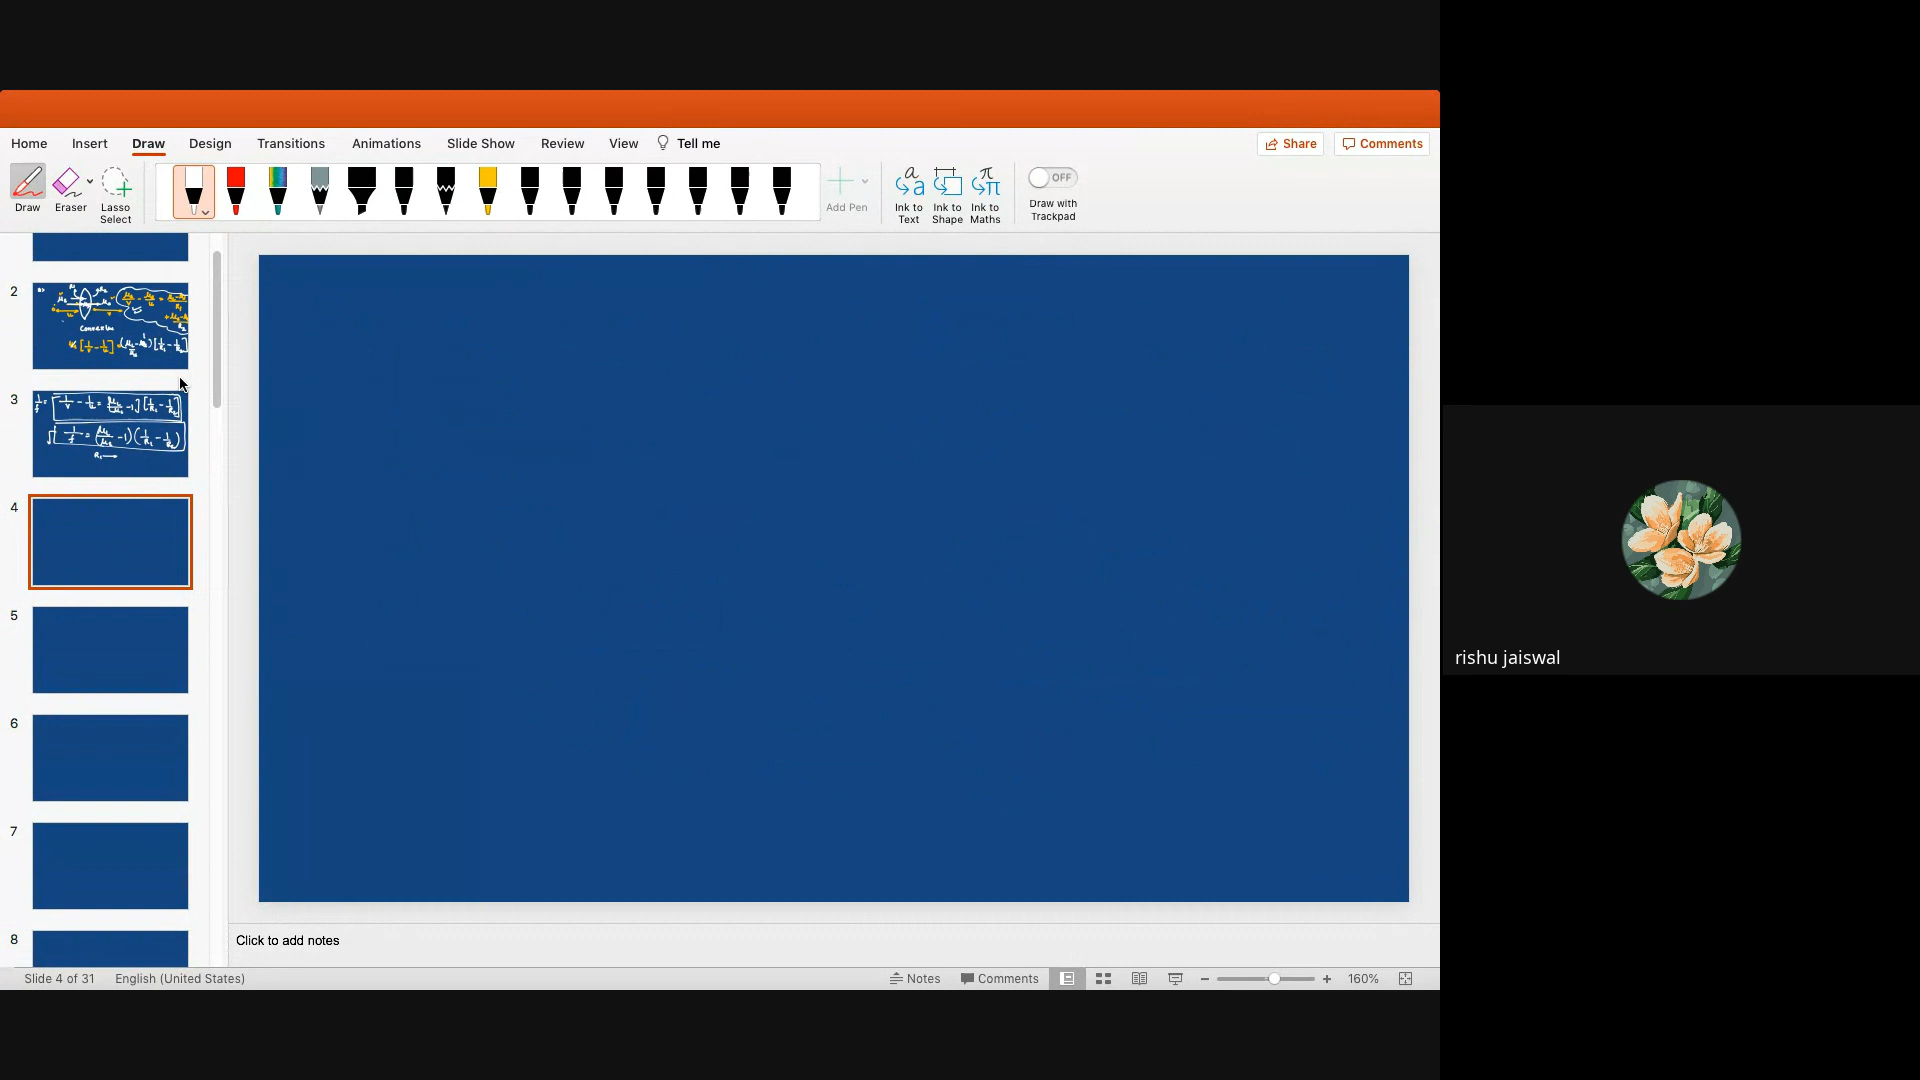 Home Insert Draw Design Transitions Animations Slide Show Review View Tell me Share Comments
Draw Eraser Lasso Select Add Pen Ink to Text Ink to Shape Ink to Maths OFF Draw with Trackpad
2
Convex len
3
4
5
6
7
8
rishu jaiswal
Click to add notes
Slide 4 of 31 English (United States) Notes Comments 160%